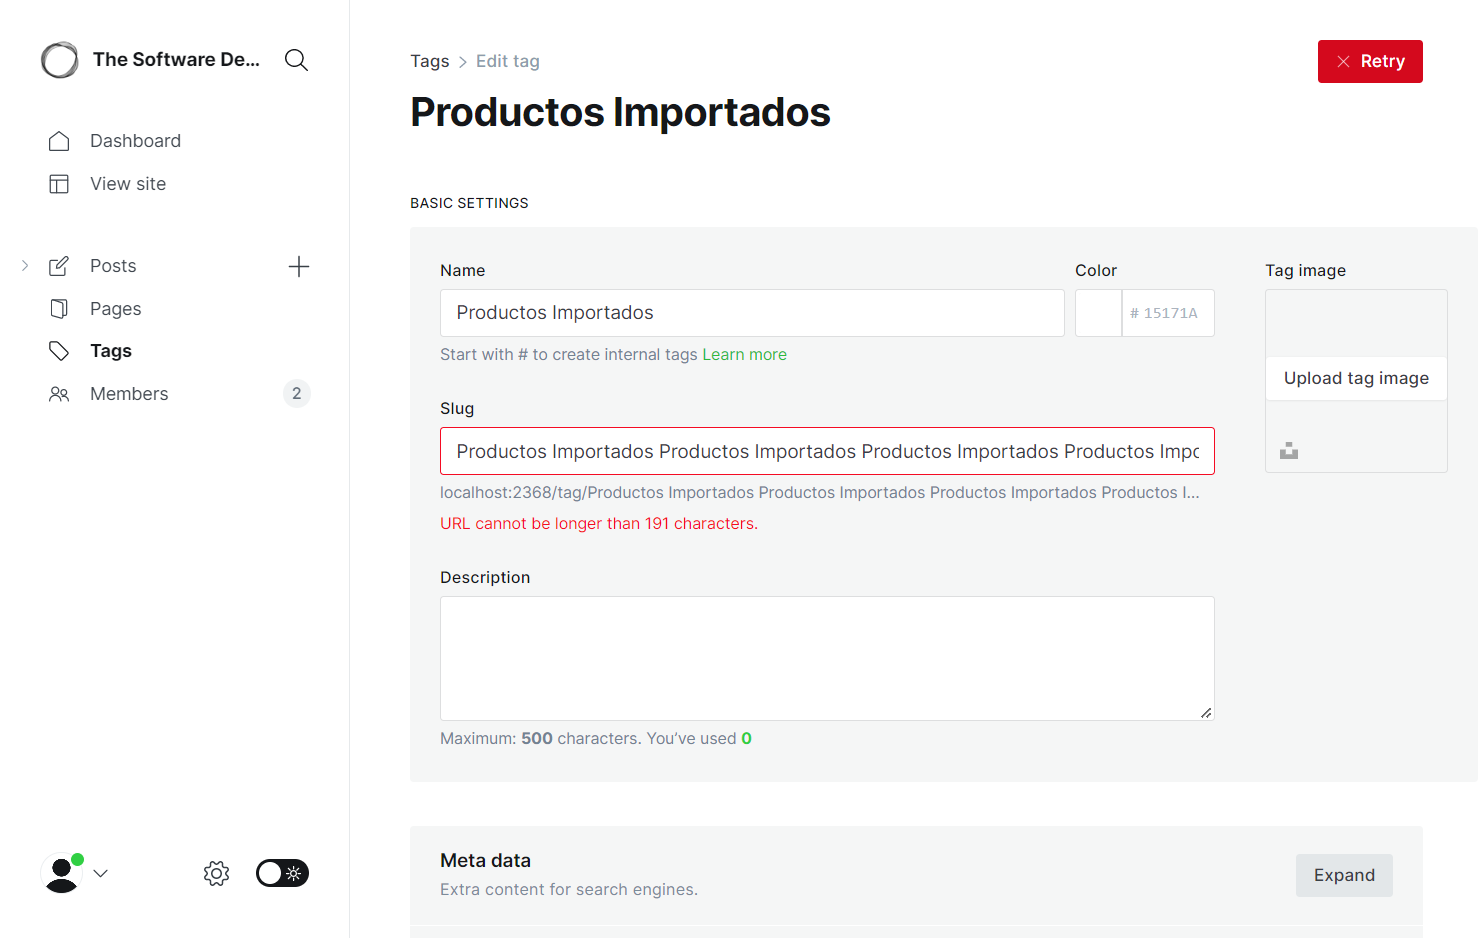 The Software De...
Dashboard
View site
Posts
Pages
Tags
Members
2
Tags > Edit tag
Retry
Productos Importados
BASIC SETTINGS
Name
Productos Importados
Start with # to create internal tags Learn more
Color
# 15171A
Tag image
Upload tag image
Slug
Productos Importados Productos Importados Productos Importados Productos Impo
localhost:2368/tag/Productos Importados Productos Importados Productos Importados Productos I...
URL cannot be longer than 191 characters.
Description
Maximum: 500 characters. You’ve used 0
Meta data
Extra content for search engines.
Expand